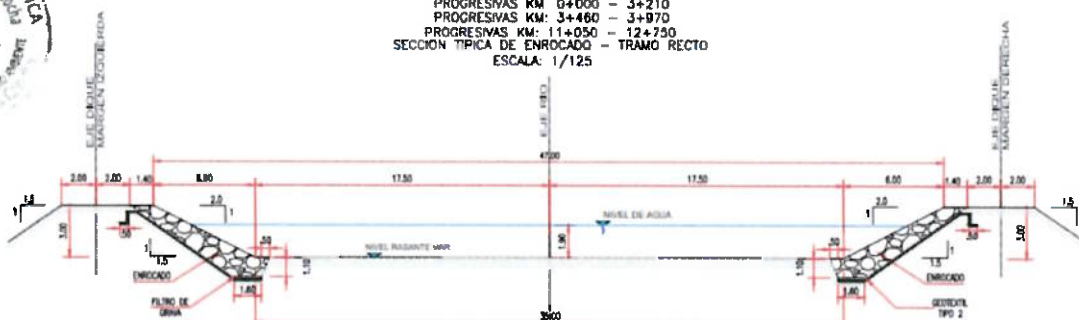 PROGRESIVAS KM 0+000 – 3+210
PROGRESIVAS KM: 3+460 – 3+970
PROGRESIVAS KM: 11+050 – 12+750
SECCION TIPICA DE ENROCADO – TRAMO RECTO
ESCALA: 1/125
EJE DIQUE
MARGEN IZQUIERDA
EJE RIO
EJE DIQUE
MARGEN DERECHA
47.00
2.00 2.00 1.40 6.00 17.50 17.50 6.00 1.40 2.00 2.00
1.5
1
2.0
1
2.0
1
1.5
1
3.00
.50
NIVEL DE AGUA
1.90
3.00
1
1.5
NIVEL RASANTE VAR
.50
1.10
.50
1.10
1
1.5
ENROCADO
1.60
1.60
ENROCADO
FILTRO DE
GRAVA
GEOTEXTIL
TIPO 2
35.00